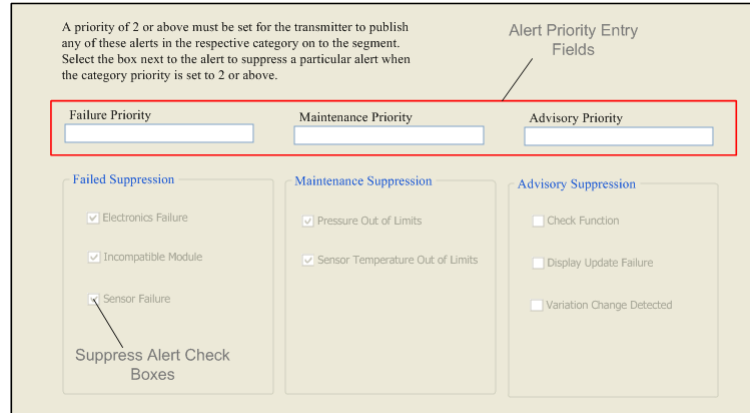 A priority of 2 or above must be set for the transmitter to publish
any of these alerts in the respective category on to the segment.
Select the box next to the alert to suppress a particular alert when
the category priority is set to 2 or above.
Alert Priority Entry
Fields
Failure Priority
Maintenance Priority
Advisory Priority
Failed Suppression
Electronics Failure
Incompatible Module
Sensor Failure
Suppress Alert Check
Boxes
Maintenance Suppression
Pressure Out of Limits
Sensor Temperature Out of Limits
Advisory Suppression
Check Function
Display Update Failure
Variation Change Detected